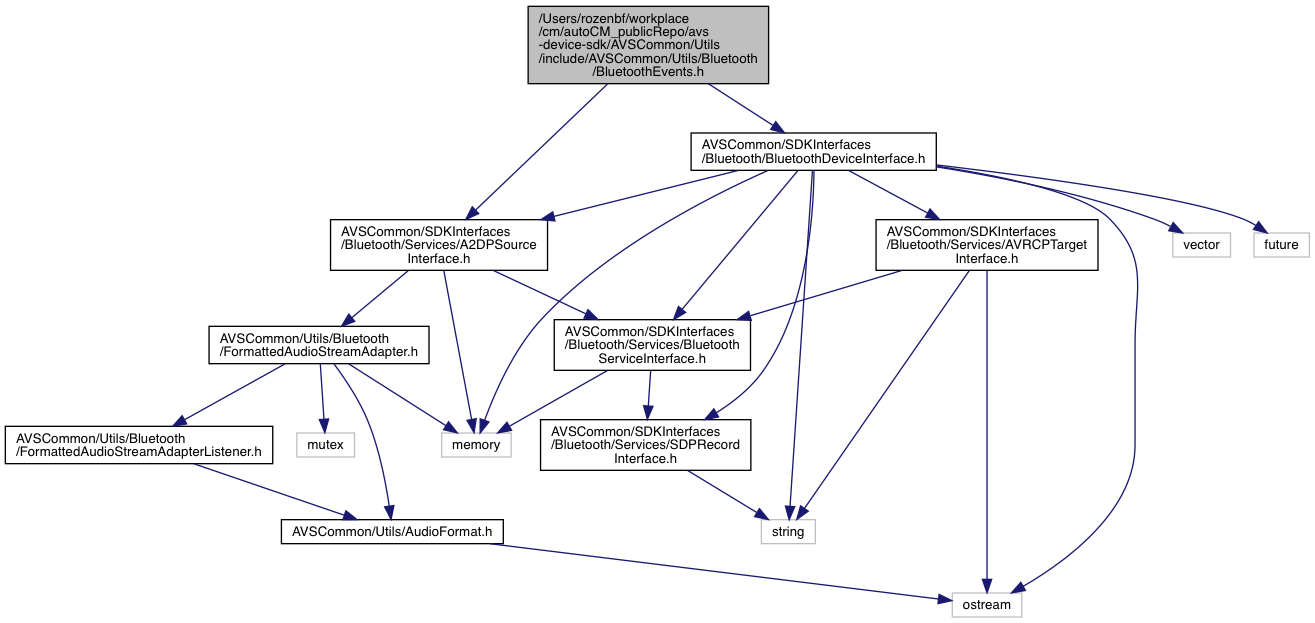 /Users/rozenbf/workplace
/cm/autoCM_publicRepo/avs
-device-sdk/AVSCommon/Utils
/include/AVSCommon/Utils/Bluetooth
/BluetoothEvents.h
AVSCommon/SDKInterfaces
/Bluetooth/BluetoothDeviceInterface.h
AVSCommon/SDKInterfaces
/Bluetooth/Services/A2DPSource
Interface.h
AVSCommon/SDKInterfaces
/Bluetooth/Services/AVRCPTarget
Interface.h
vector
future
AVSCommon/Utils/Bluetooth
/FormattedAudioStreamAdapter.h
AVSCommon/SDKInterfaces
/Bluetooth/Services/Bluetooth
ServiceInterface.h
AVSCommon/Utils/Bluetooth
/FormattedAudioStreamAdapterListener.h
mutex
memory
AVSCommon/SDKInterfaces
/Bluetooth/Services/SDPRecord
Interface.h
AVSCommon/Utils/AudioFormat.h
string
ostream